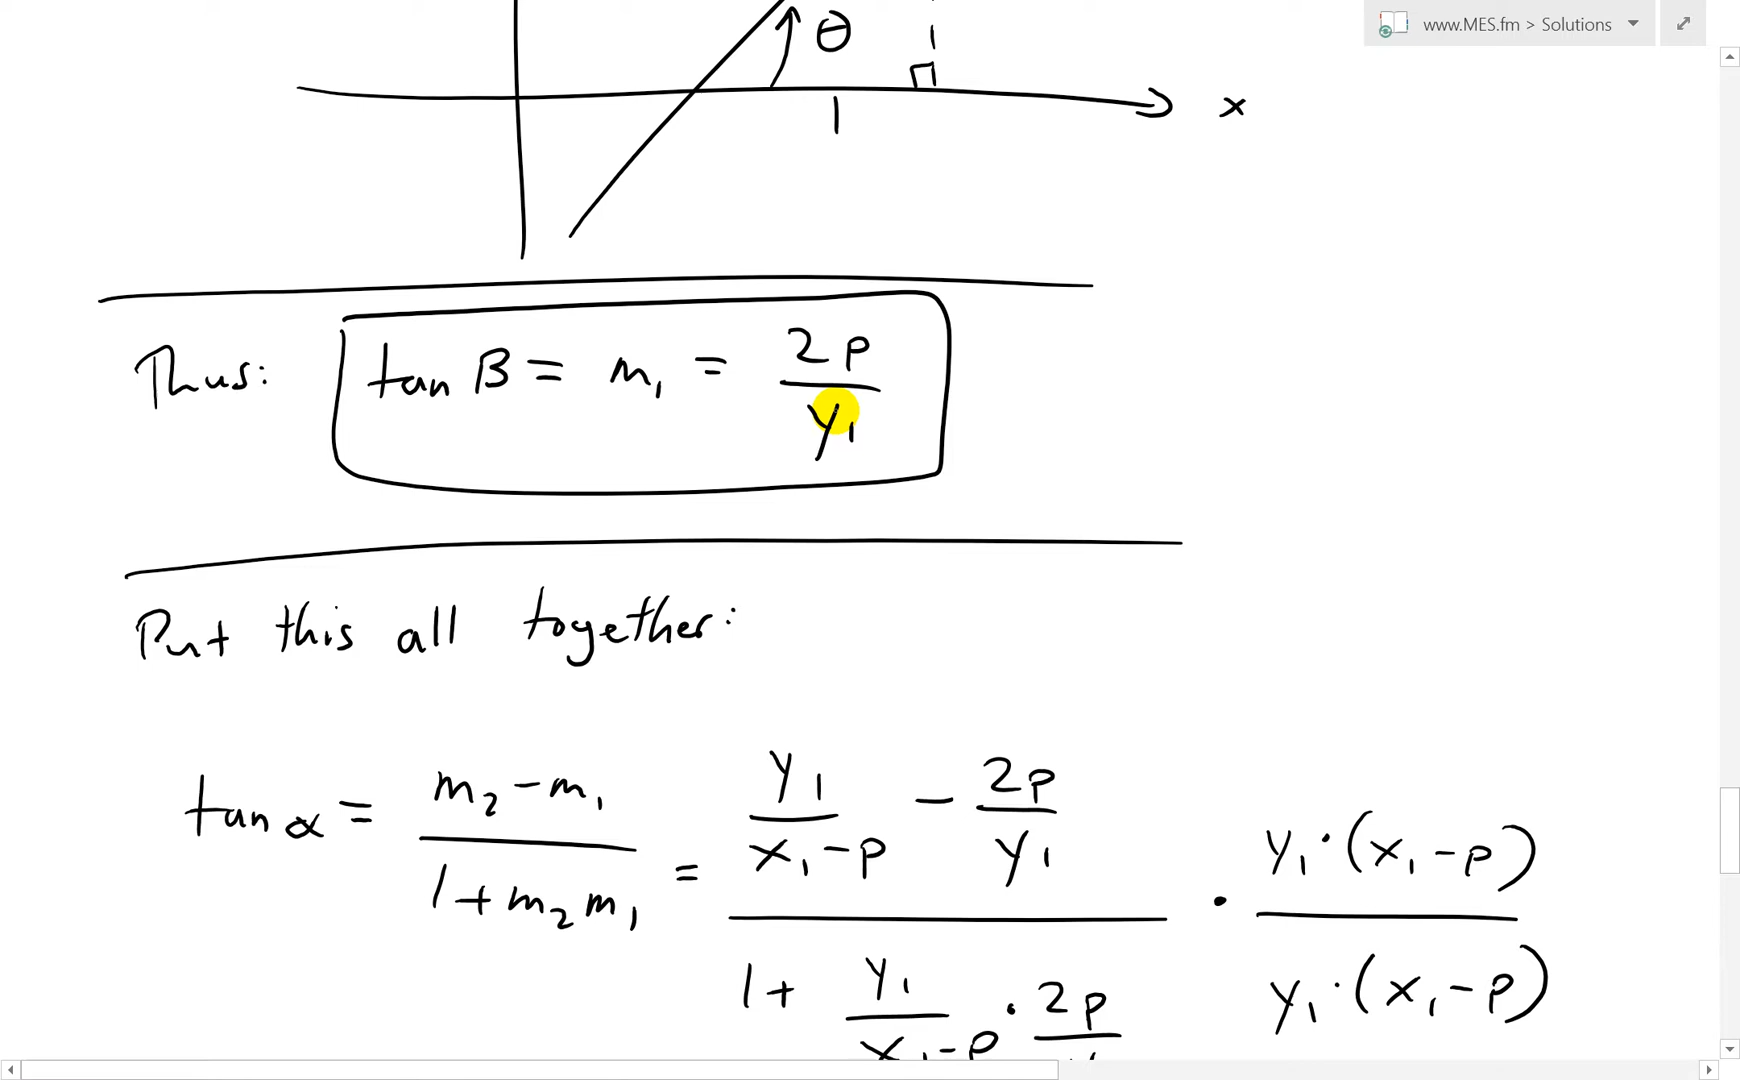 www.MES.fm > Solutions
θ
1
x
Thus: tan β = m₁ = 2p/y₁
Put this all together:
tan α = (m₂ − m₁)/(1 + m₂m₁) = (y₁/(x₁ − p) − 2p/y₁)/(1 + y₁/(x₁ − p) · 2p/) · y₁·(x₁ − p)/y₁·(x₁ − p)